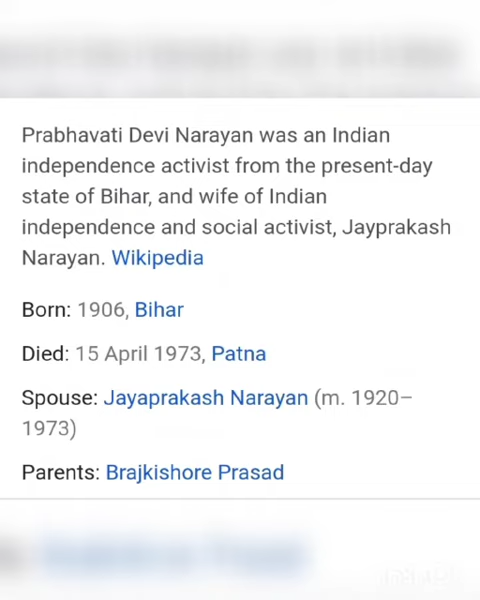 Prabhavati Devi Narayan was an Indian
independence activist from the present-day
state of Bihar, and wife of Indian
independence and social activist, Jayprakash
Narayan. Wikipedia
Born: 1906, Bihar
Died: 15 April 1973, Patna
Spouse: Jayaprakash Narayan (m. 1920–
1973)
Parents: Brajkishore Prasad